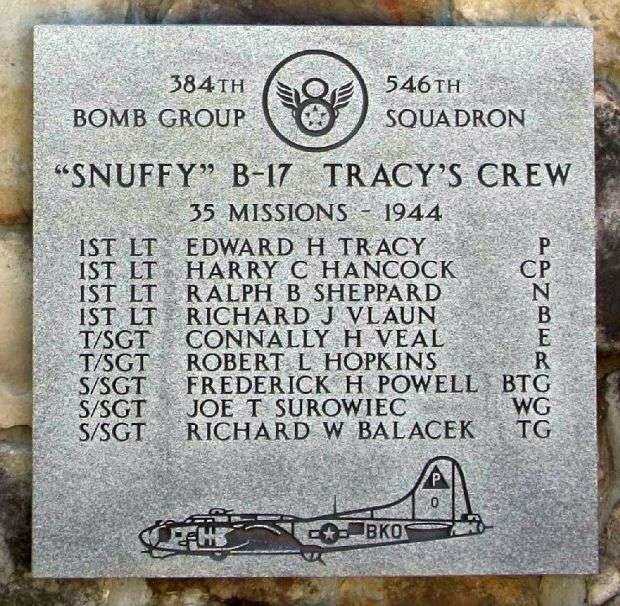 384TH 546TH
BOMB GROUP SQUADRON
8
"SNUFFY" B-17 TRACY'S CREW
35 MISSIONS - 1944
1ST LT EDWARD H TRACY P
1ST LT HARRY C HANCOCK CP
1ST LT RALPH B SHEPPARD N
1ST LT RICHARD J VLAUN B
T/SGT CONNALLY H VEAL E
T/SGT ROBERT L HOPKINS R
S/SGT FREDERICK H POWELL BTG
S/SGT JOE T SUROWIEC WG
S/SGT RICHARD W BALACEK TG
P
O
BKO